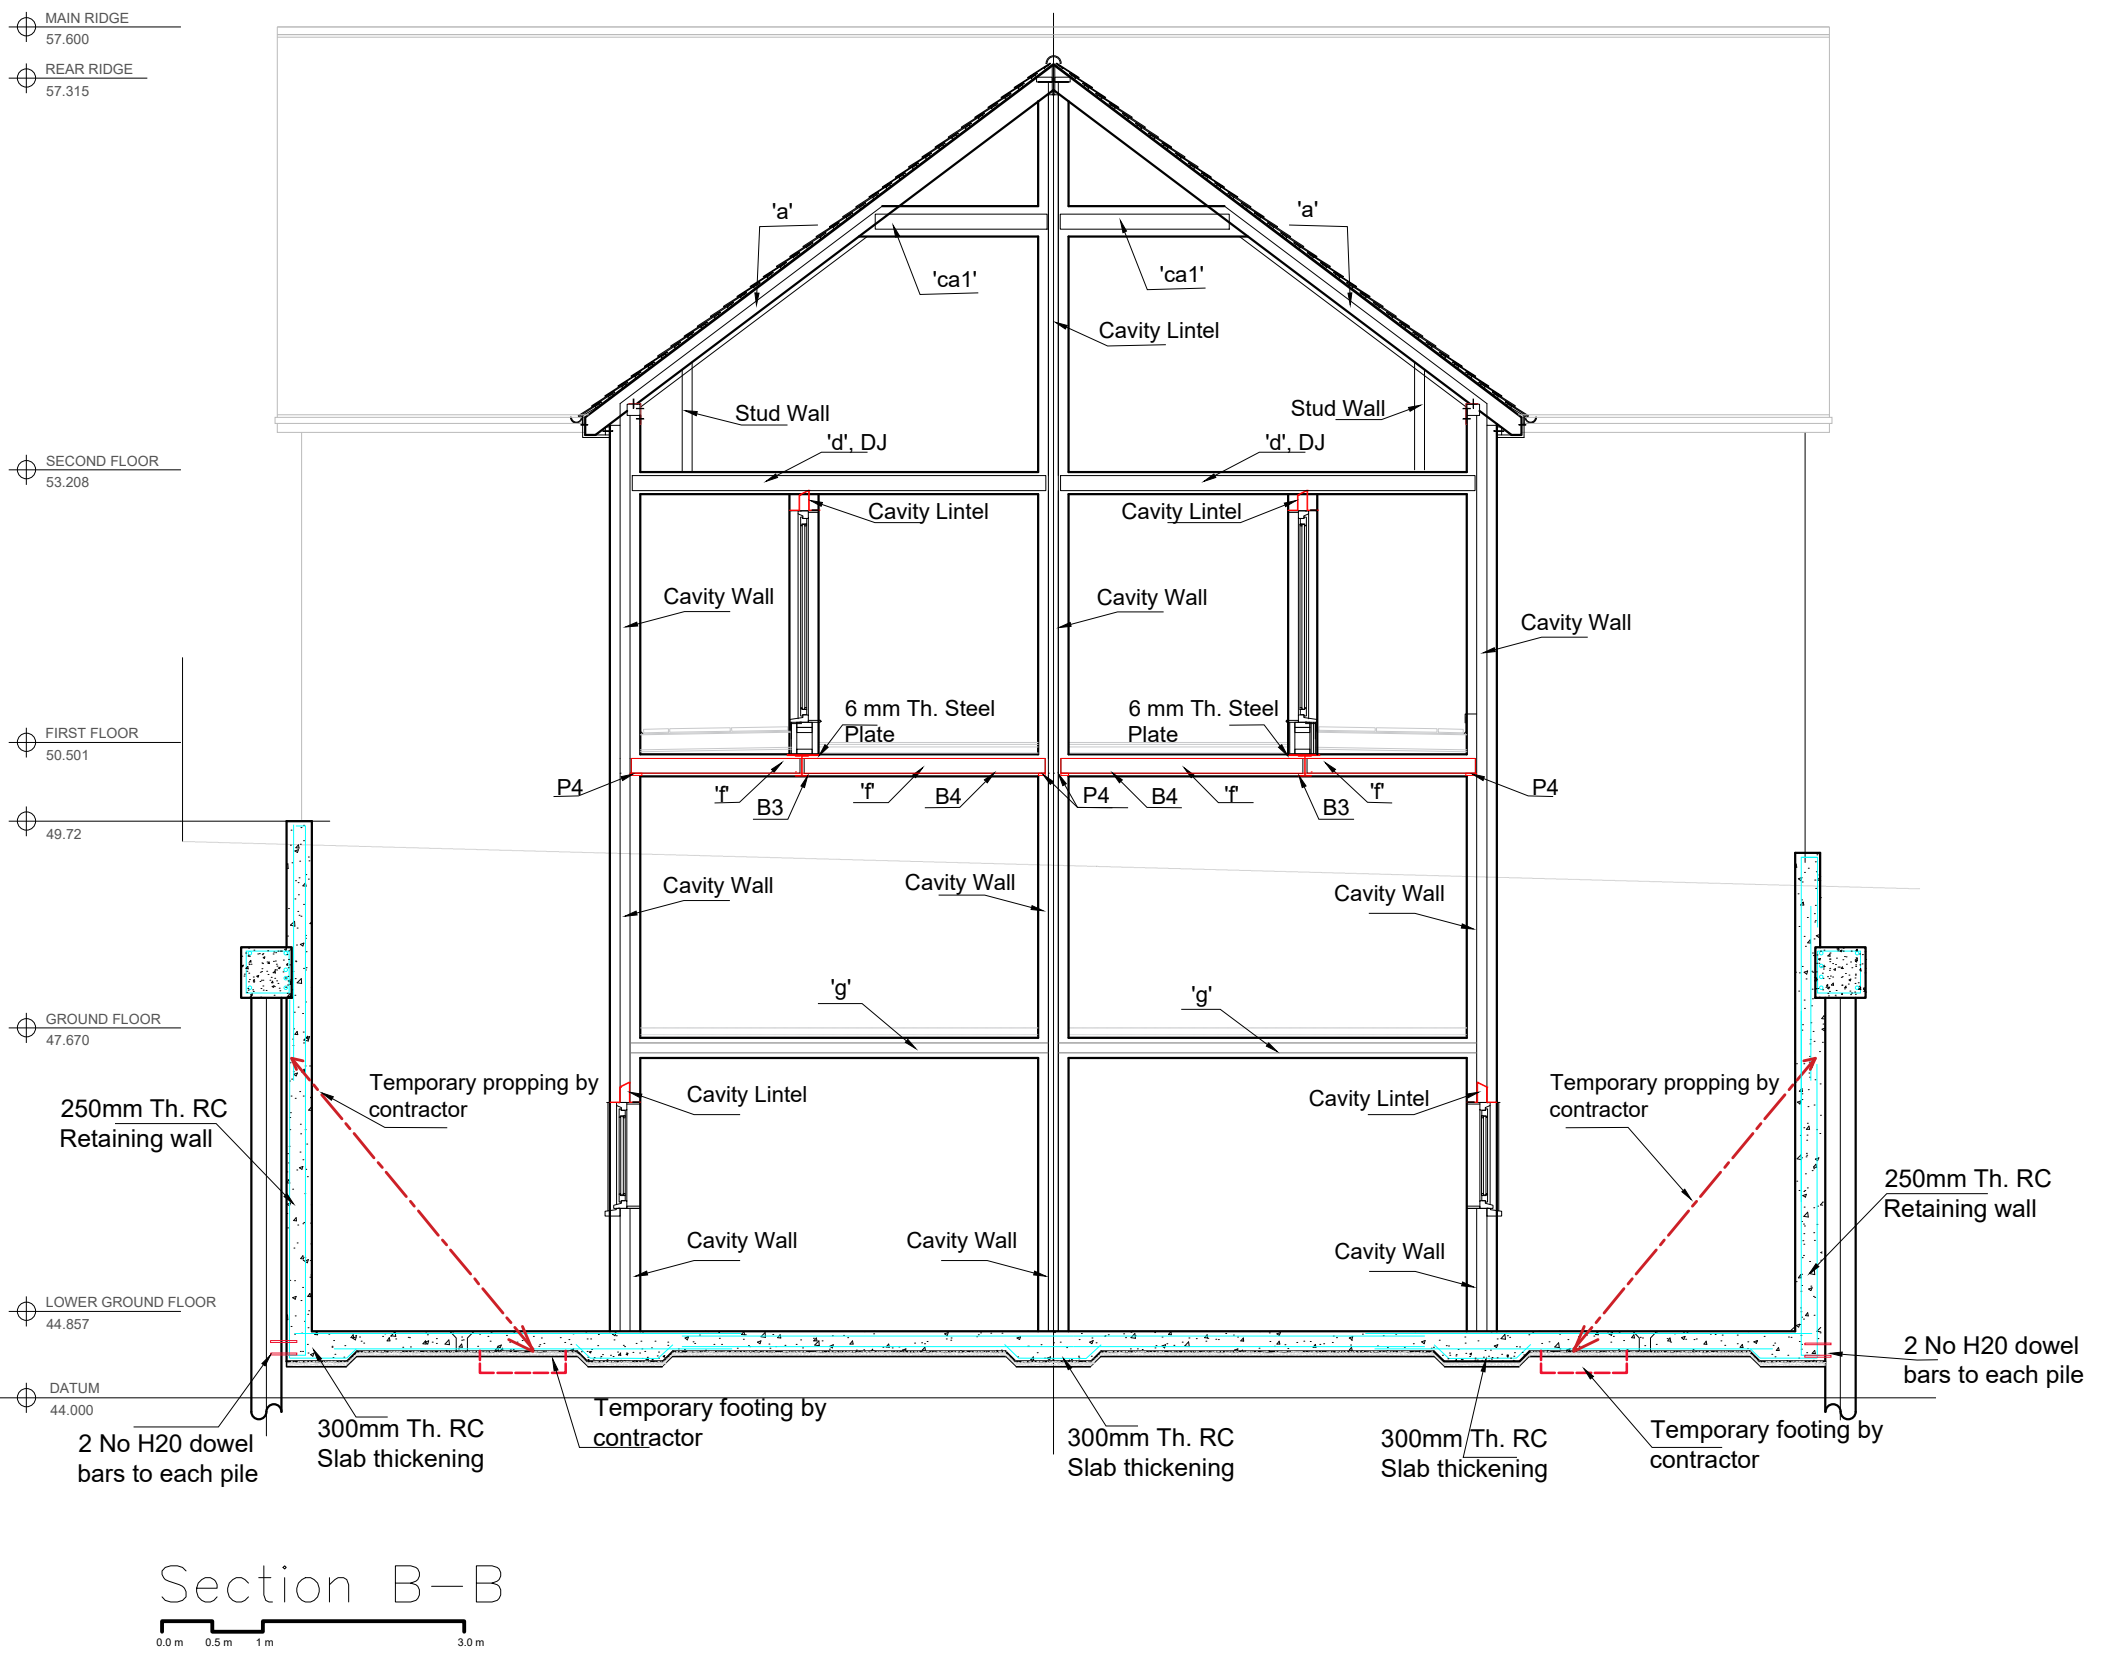 MAIN RIDGE
57.600
REAR RIDGE
57.315
'a'
'a'
'ca1'
'ca1'
Cavity Lintel
Stud Wall
Stud Wall
'd', DJ
'd', DJ
SECOND FLOOR
53.208
Cavity Lintel
Cavity Lintel
Cavity Wall
Cavity Wall
Cavity Wall
6 mm Th. Steel
Plate
6 mm Th. Steel
Plate
FIRST FLOOR
50.501
P4
'f'
B3
'f'
B4
P4
B4
'f'
B3
'f'
P4
49.72
Cavity Wall
Cavity Wall
Cavity Wall
'g'
'g'
GROUND FLOOR
47.670
Temporary propping by
contractor
Cavity Lintel
Cavity Lintel
Temporary propping by
contractor
250mm Th. RC
Retaining wall
250mm Th. RC
Retaining wall
Cavity Wall
Cavity Wall
Cavity Wall
LOWER GROUND FLOOR
44.857
2 No H20 dowel
bars to each pile
DATUM
44.000
2 No H20 dowel
bars to each pile
300mm Th. RC
Slab thickening
Temporary footing by
contractor
300mm Th. RC
Slab thickening
300mm Th. RC
Slab thickening
Temporary footing by
contractor
Section B-B
0.0 m 0.5 m 1 m 3.0 m